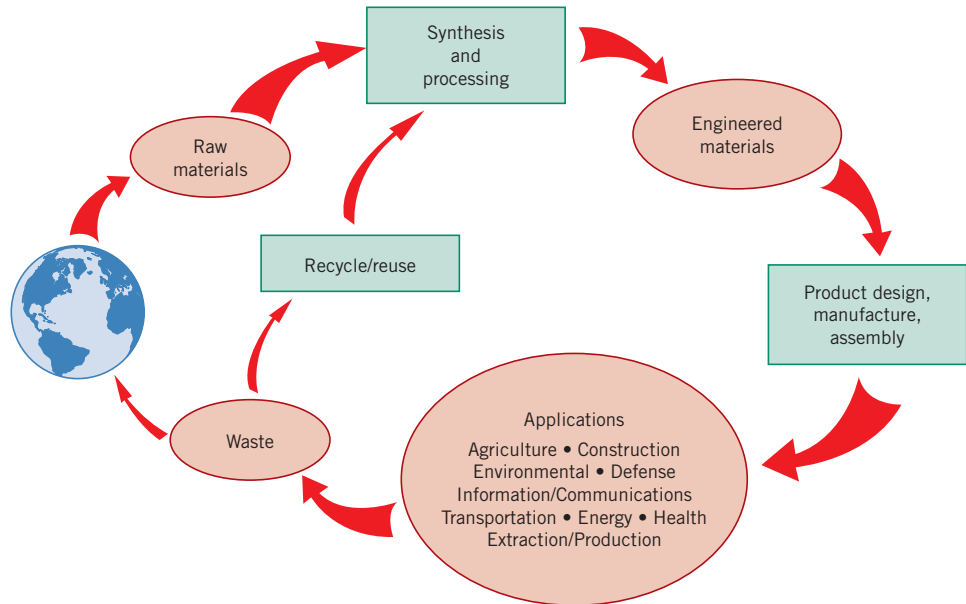 Synthesis
and
processing
Raw
materials
Engineered
materials
Recycle/reuse
Product design,
manufacture,
assembly
Waste
Applications
Agriculture • Construction
Environmental • Defense
Information/Communications
Transportation • Energy • Health
Extraction/Production